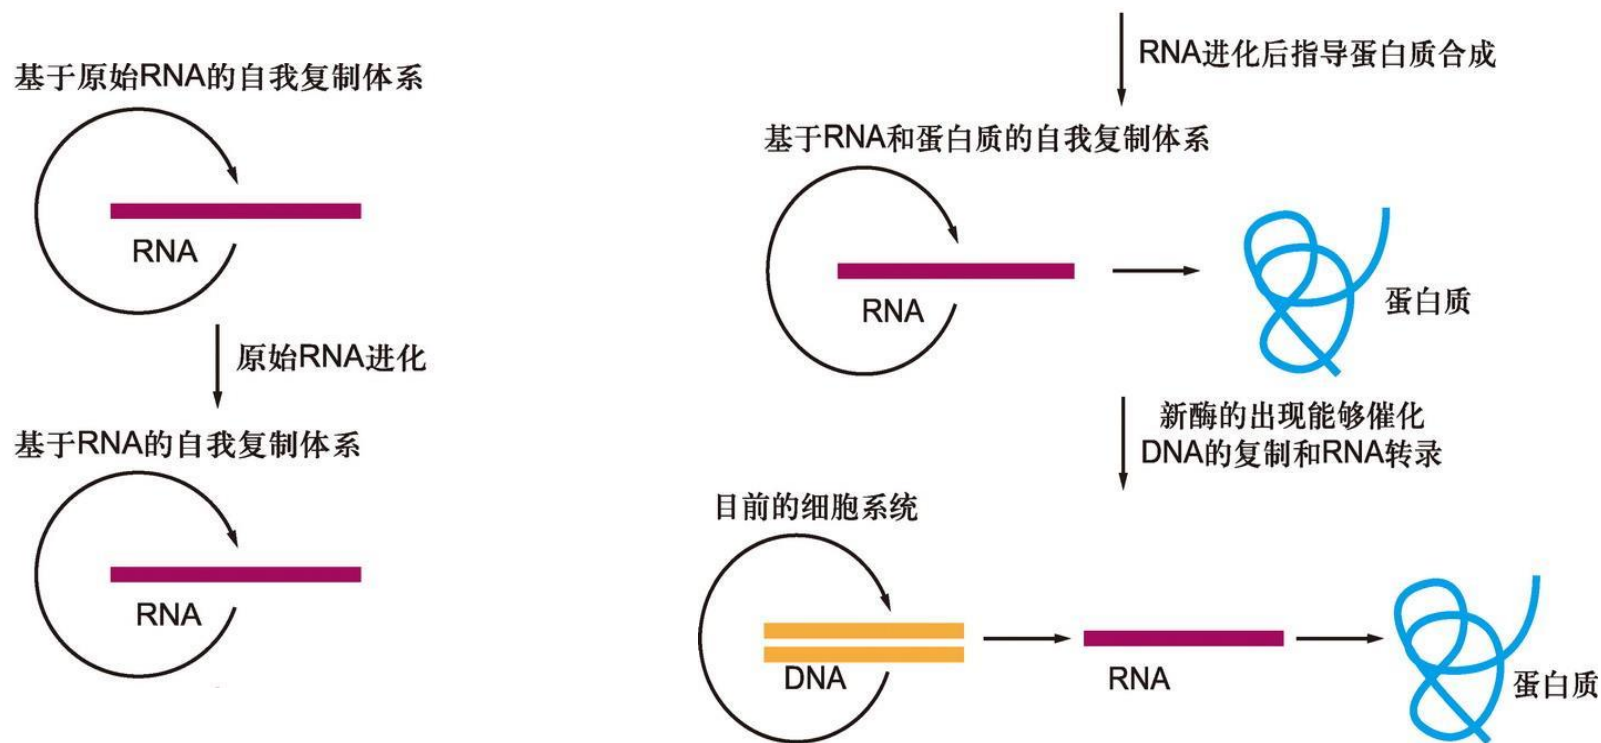 基于原始RNA的自我复制体系
RNA
原始RNA进化
基于RNA的自我复制体系
RNA
RNA进化后指导蛋白质合成
基于RNA和蛋白质的自我复制体系
RNA
蛋白质
新酶的出现能够催化
DNA的复制和RNA转录
目前的细胞系统
DNA
RNA
蛋白质